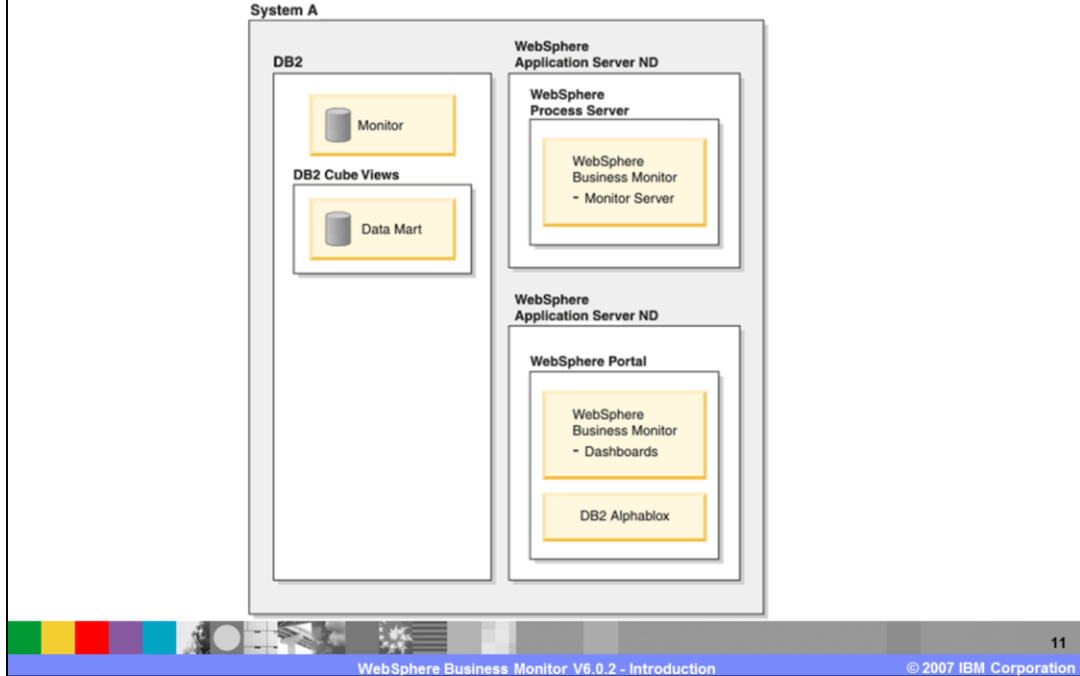 System A
DB2
Monitor
DB2 Cube Views
Data Mart
WebSphere
Application Server ND
WebSphere
Process Server
WebSphere
Business Monitor
- Monitor Server
WebSphere
Application Server ND
WebSphere Portal
WebSphere
Business Monitor
- Dashboards
DB2 Alphablox
11
WebSphere Business Monitor V6.0.2 - Introduction
© 2007 IBM Corporation